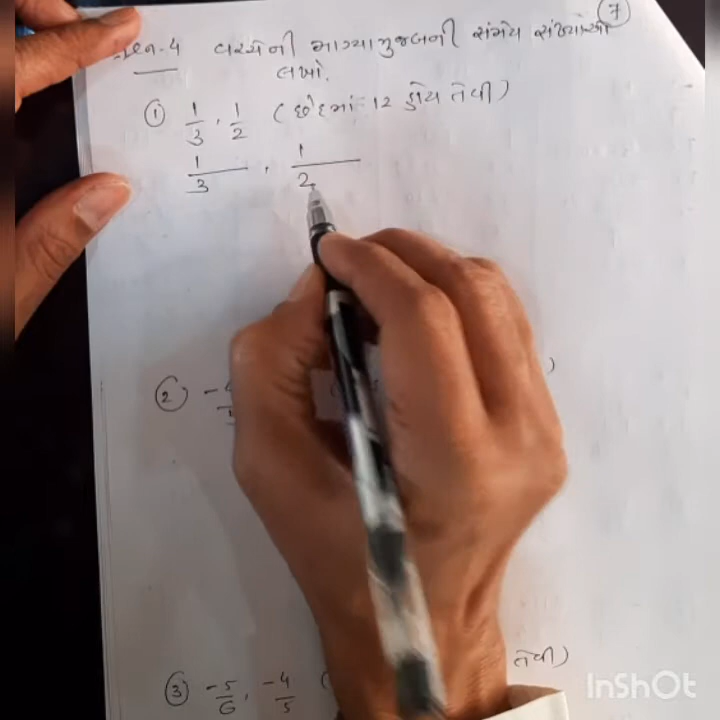 પ્રશ્ન-4 વચ્ચેની માગ્યા મુજબની સંમેય સંખ્યાઓ 7
લખો.
① 1/3, 1/2 (છેદમાં 12 હોય તેવી)
1/3 , 1/2
② -4
③ -5/6, -4/5 ( તેવી)
InShOt